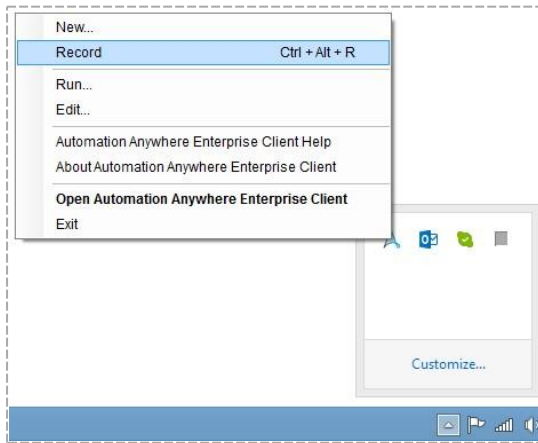 New...
Record Ctrl + Alt + R
Run...
Edit...
Automation Anywhere Enterprise Client Help
About Automation Anywhere Enterprise Client
Open Automation Anywhere Enterprise Client
Exit
Customize...